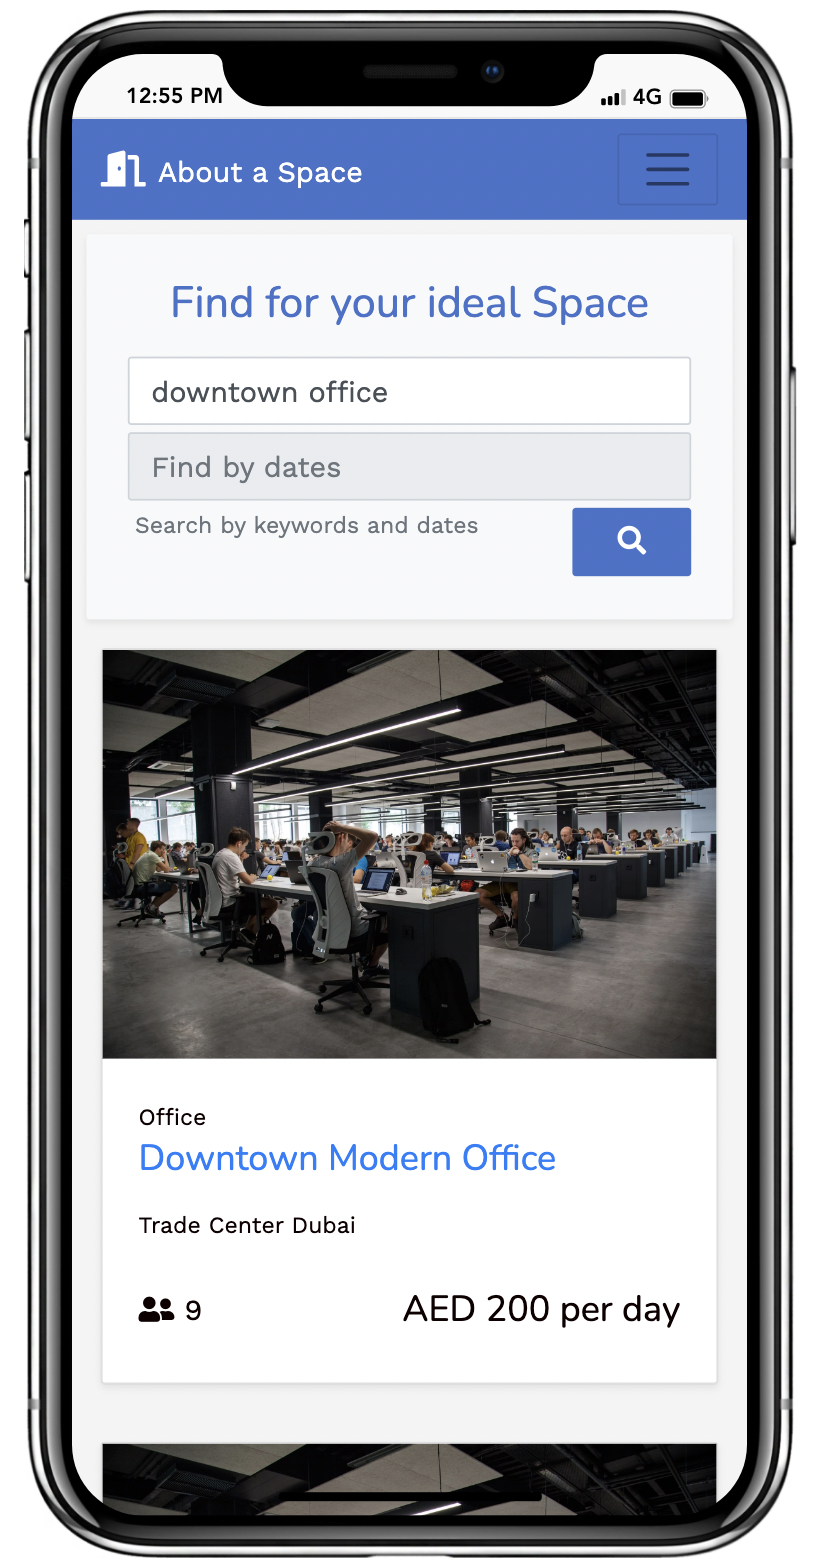 12:55 PM
4G
About a Space
Find for your ideal Space
downtown office
Find by dates
Search by keywords and dates
Office
Downtown Modern Office
Trade Center Dubai
9
AED 200 per day